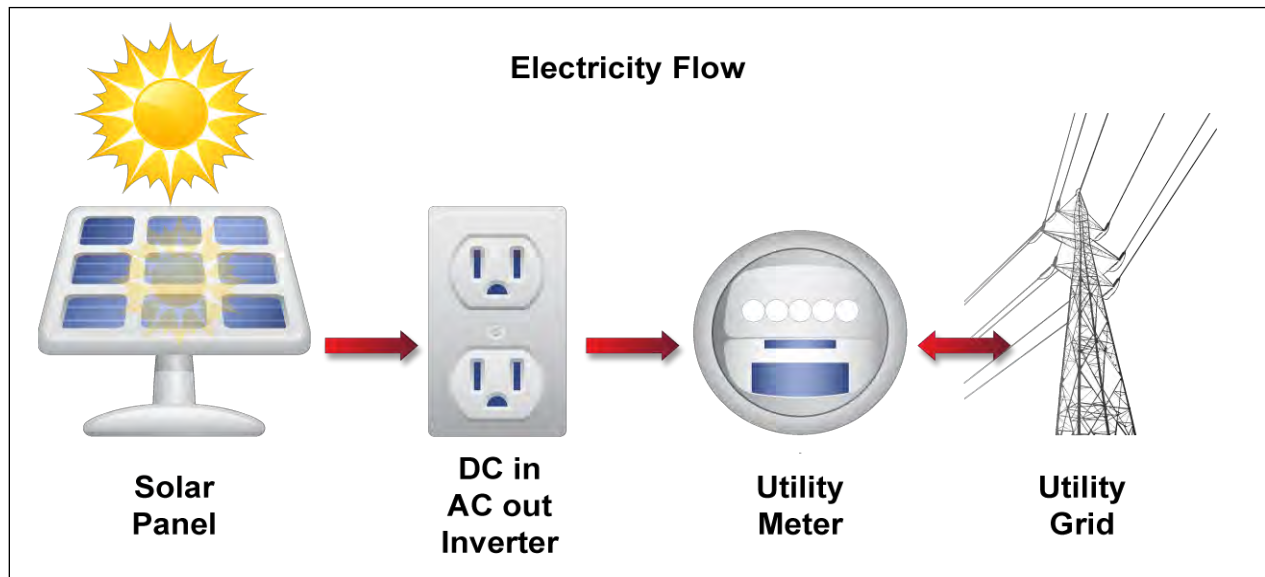 Electricity Flow
Solar
Panel
DC in
AC out
Inverter
Utility
Meter
Utility
Grid